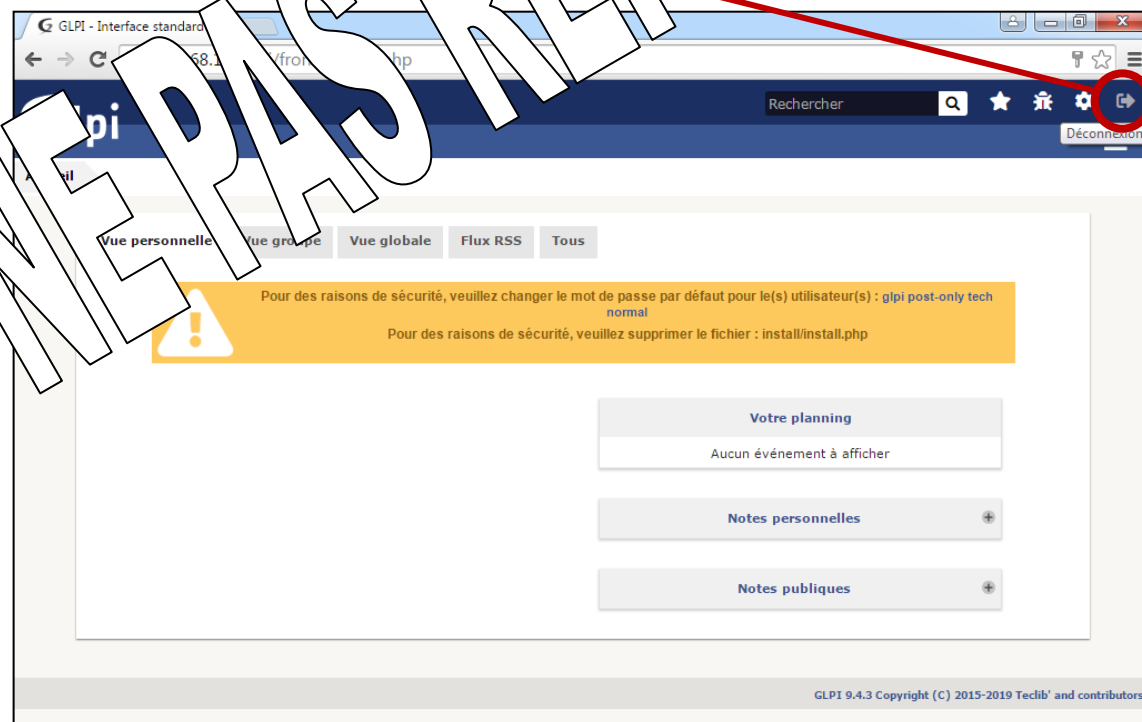 GLPI - Interface standard
NE PAS
Rechercher
Déconnexion
Vue personnelle Vue groupe Vue globale Flux RSS Tous
Pour des raisons de sécurité, veuillez changer le mot de passe par défaut pour le(s) utilisateur(s) : glpi post-only tech
normal
Pour des raisons de sécurité, veuillez supprimer le fichier : install/install.php
Votre planning
Aucun événement à afficher
Notes personnelles
Notes publiques
GLPI 9.4.3 Copyright (C) 2015-2019 Teclib' and contributors